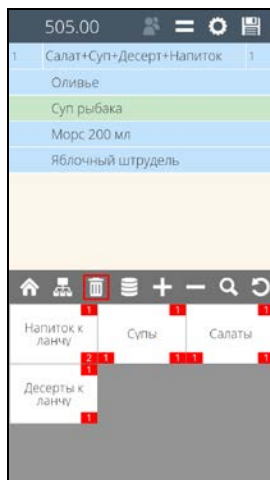 505.00
1 Салат+Суп+Десерт+Напиток 1
Оливье
Суп рыбака
Морс 200 мл
Яблочный штрудель
1 1 1
Напиток к
ланчу
Супы
Салаты
2 1 1 1 1
1
Десерты к
ланчу
1